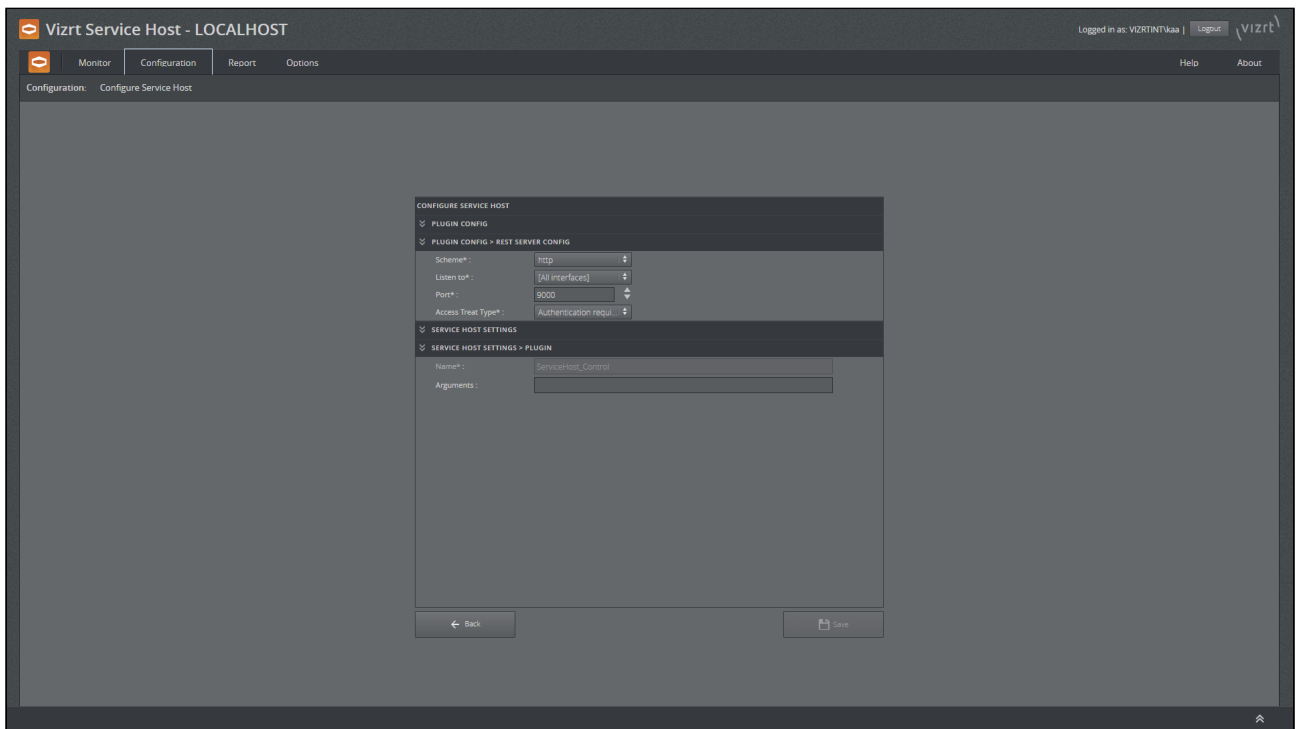 Vizrt Service Host - LOCALHOST
Logged in as: VIZRTINT\kaa | Logout
vizrt
Monitor Configuration Report Options Help About
Configuration: Configure Service Host
CONFIGURE SERVICE HOST
PLUGIN CONFIG
PLUGIN CONFIG > REST SERVER CONFIG
Scheme* : http
Listen to* : [All interfaces]
Port* : 9000
Access Treat Type* : Authentication requi...
SERVICE HOST SETTINGS
SERVICE HOST SETTINGS > PLUGIN
Name* : ServiceHost_Control
Arguments :
Back Save